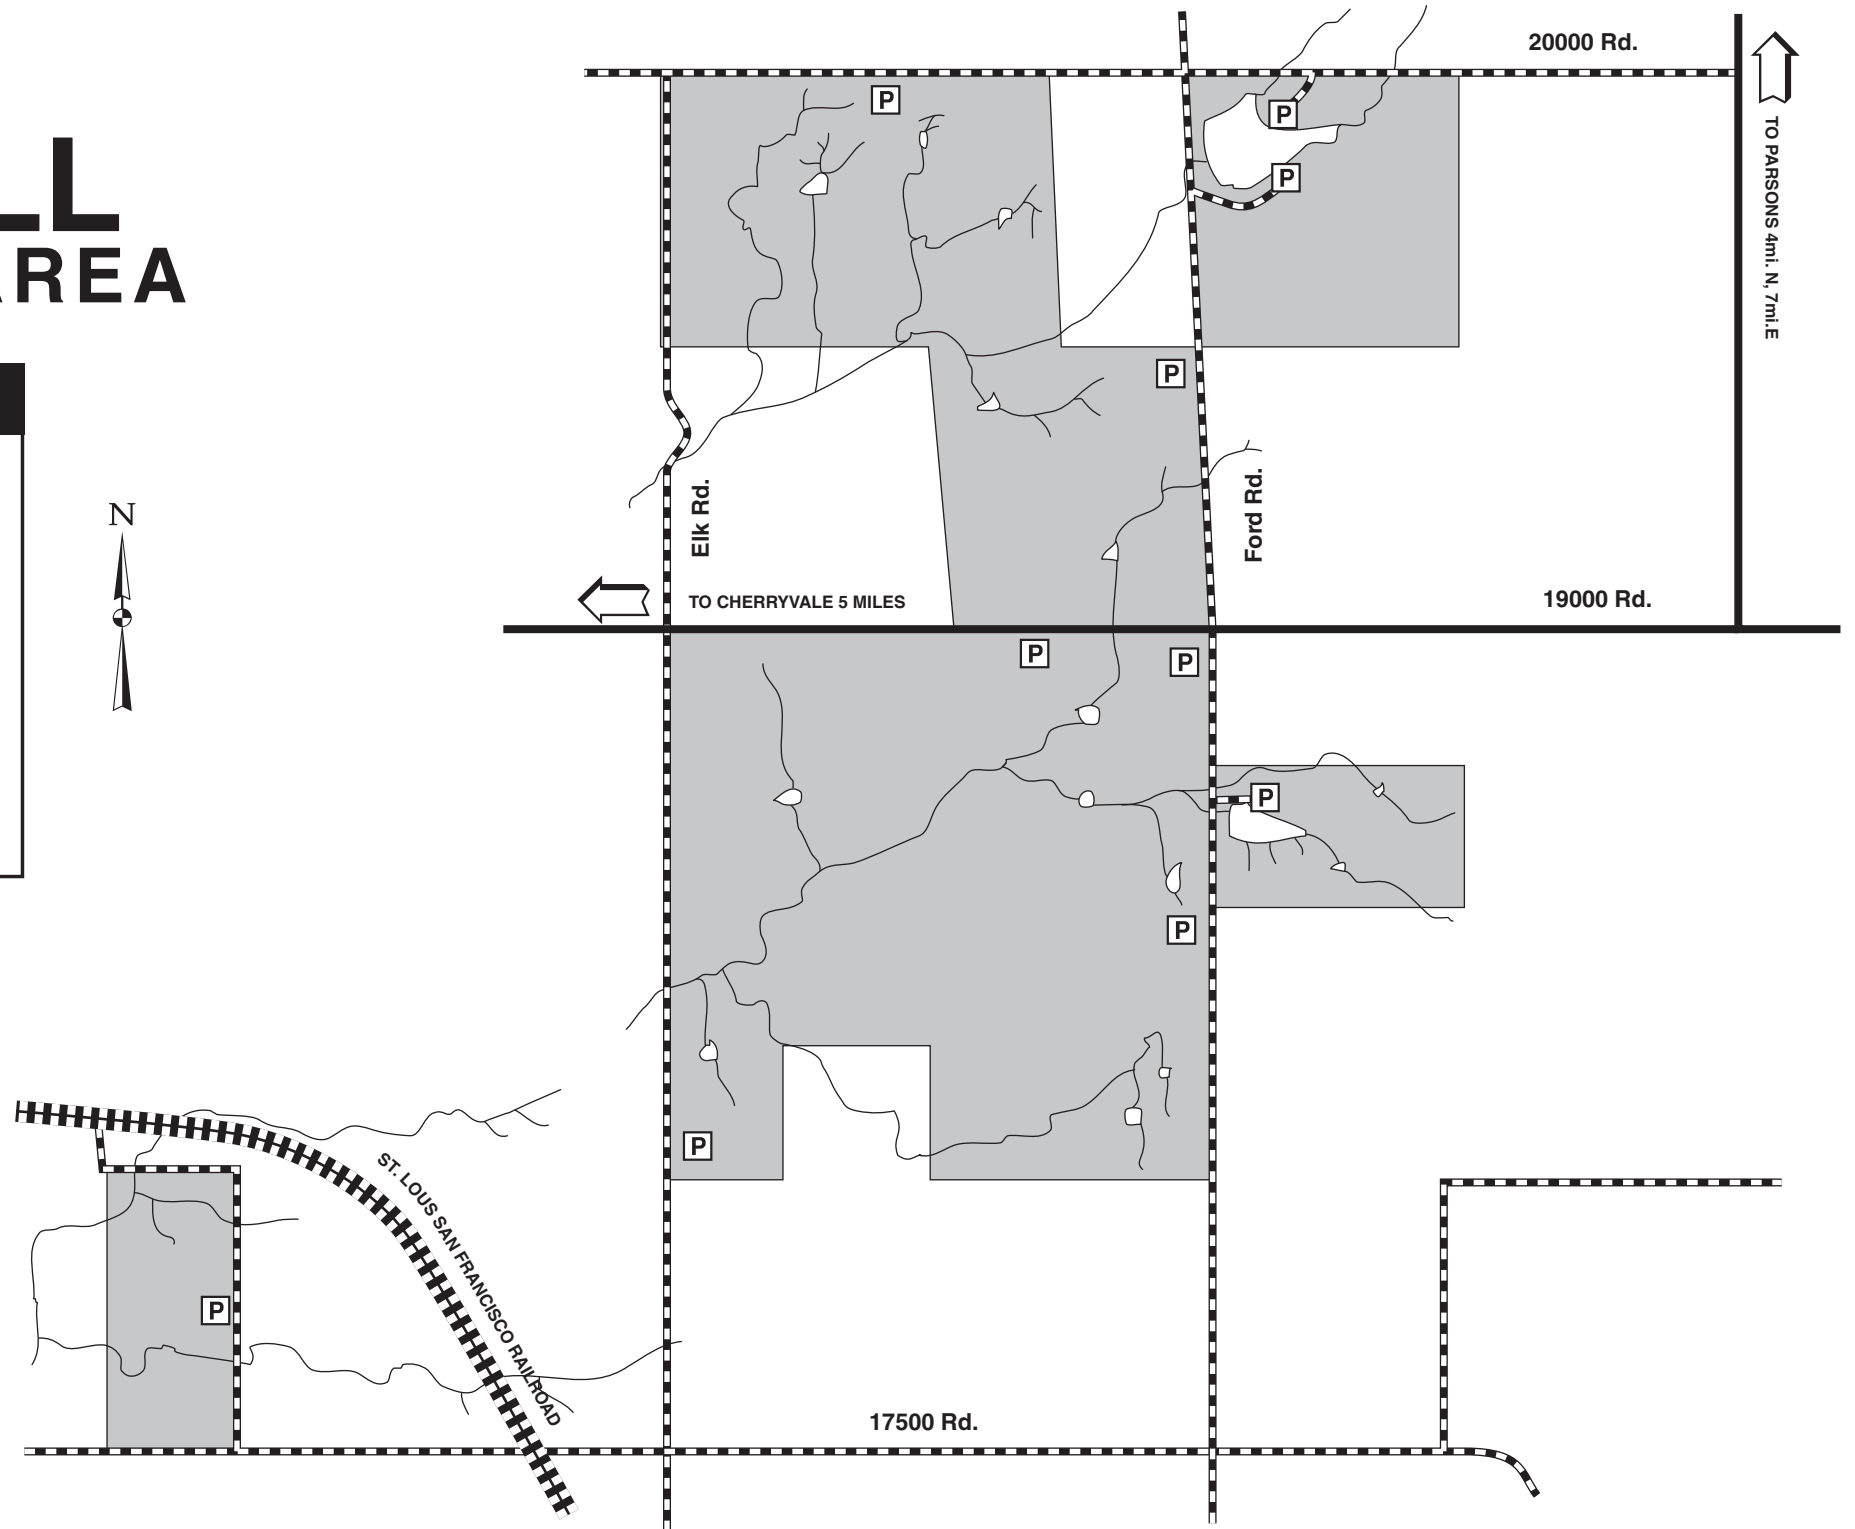 20000 Rd.
P
P
LL
TO PARSONS 4mi. N, 7mi.E
AREA
P
P
N
Elk Rd.
Ford Rd.
TO CHERRYVALE 5 MILES
19000 Rd.
P
P
P
P
P
ST. LOUS SAN FRANCISCO RAILROAD
P
17500 Rd.